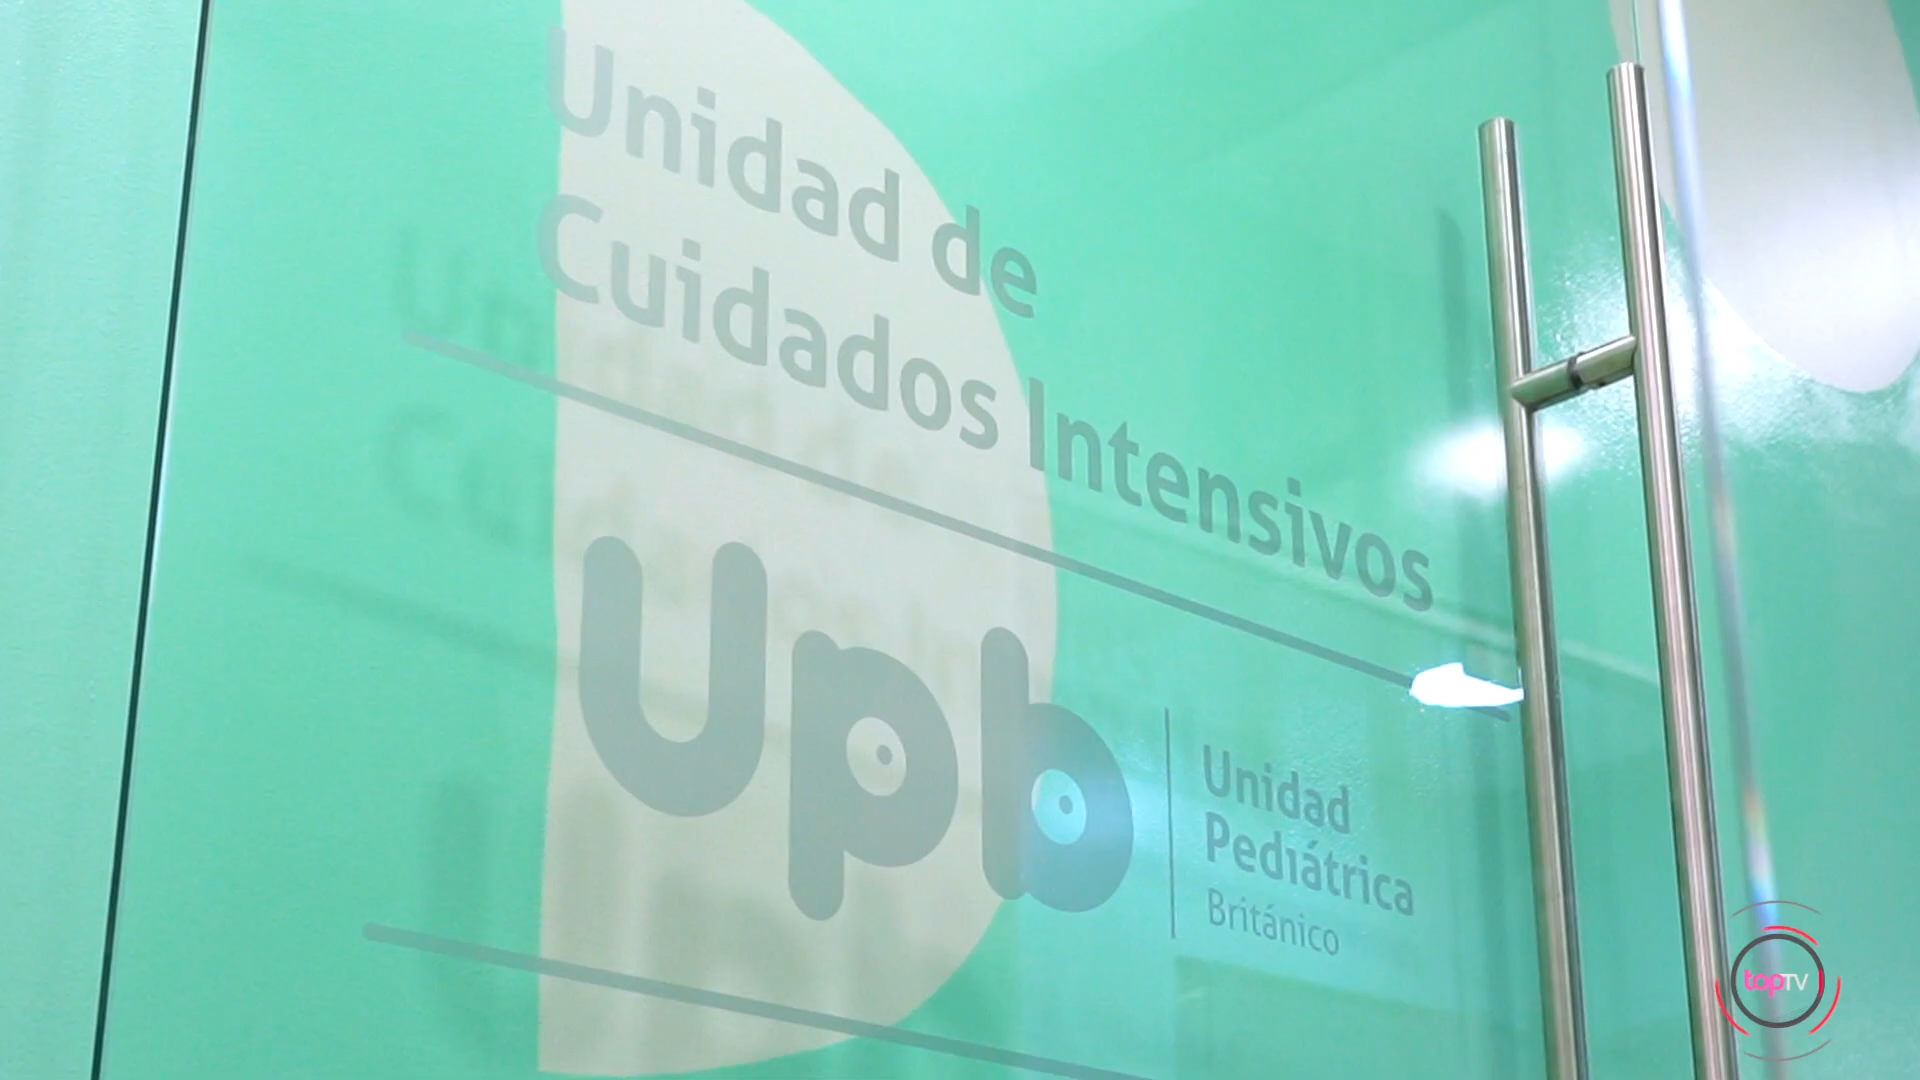 Unidad de
Cuidados Intensivos
Upb
Unidad
Pediátrica
Británico
topTV